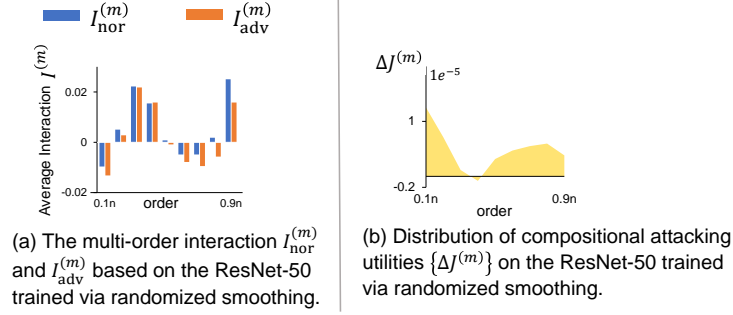 I_nor^(m) I_adv^(m)
Average Interaction I^(m)
0.02
0
-0.02
0.1n 0.9n
order
(a) The multi-order interaction I_nor^(m)
and I_adv^(m) based on the ResNet-50
trained via randomized smoothing.
ΔJ^(m)
1e^-5
1
-0.2
0.1n 0.9n
order
(b) Distribution of compositional attacking
utilities {ΔJ^(m)} on the ResNet-50 trained
via randomized smoothing.